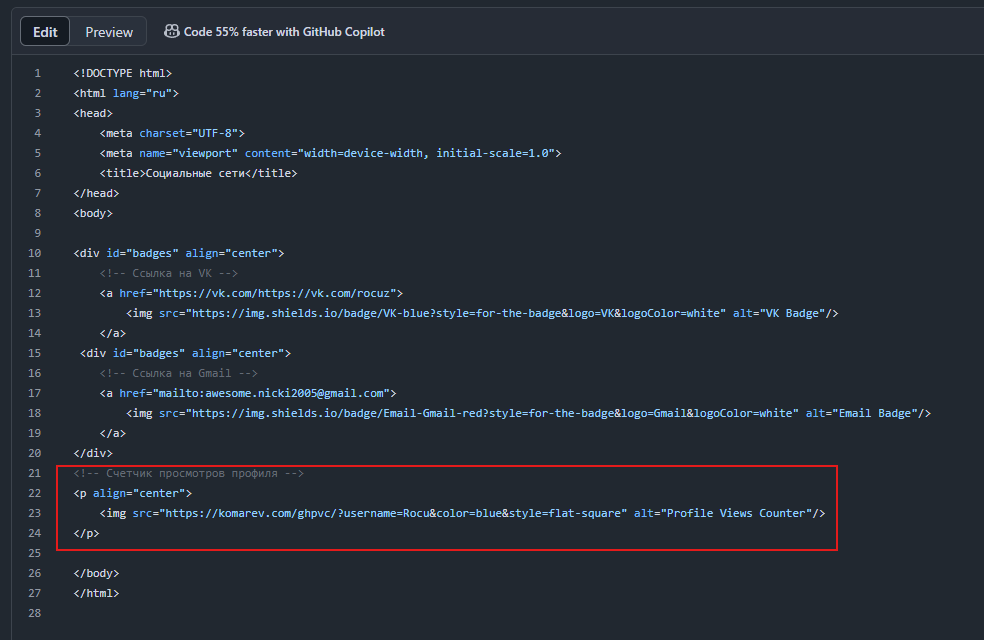 Edit Preview Code 55% faster with GitHub Copilot
1 <!DOCTYPE html>
2 <html lang="ru">
3 <head>
4 <meta charset="UTF-8">
5 <meta name="viewport" content="width=device-width, initial-scale=1.0">
6 <title>Социальные сети</title>
7 </head>
8 <body>
9
10 <div id="badges" align="center">
11 <!-- Ссылка на VK -->
12 <a href="https://vk.com/https://vk.com/rocuz">
13 <img src="https://img.shields.io/badge/VK-blue?style=for-the-badge&logo=VK&logoColor=white" alt="VK Badge"/>
14 </a>
15 <div id="badges" align="center">
16 <!-- Ссылка на Gmail -->
17 <a href="mailto:awesome.nicki2005@gmail.com">
18 <img src="https://img.shields.io/badge/Email-Gmail-red?style=for-the-badge&logo=Gmail&logoColor=white" alt="Email Badge"/>
19 </a>
20 </div>
21 <!-- Счетчик просмотров профиля -->
22 <p align="center">
23 <img src="https://komarev.com/ghpvc/?username=Rocu&color=blue&style=flat-square" alt="Profile Views Counter"/>
24 </p>
25
26 </body>
27 </html>
28